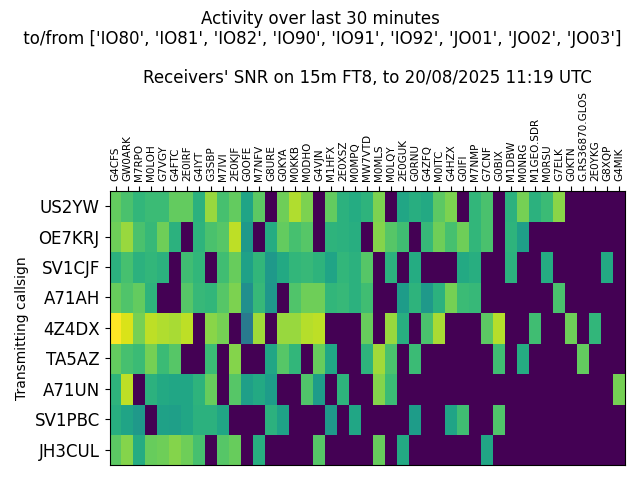 Activity over last 30 minutes
to/from ['IO80', 'IO81', 'IO82', 'IO90', 'IO91', 'IO92', 'JO01', 'JO02', 'JO03']
Receivers' SNR on 15m FT8, to 20/08/2025 11:19 UTC
G4CFS
GW0ARK
M7RPO
M0LOH
G7VGY
G4FTC
2E0IRF
G4IYT
G3SBP
M7IVI
2E0KJF
G0OFE
M7NFV
G8URE
G0KYA
M0KKB
M0DHO
G4VJN
M1HFX
2E0XSZ
M0MPQ
MW7VTD
M0MLS
M0LQY
2E0GUK
G0RNU
G4ZFQ
M0ITC
G4HZX
G0IFI
M7NMP
G7CNF
G0BIX
M1DBW
M0NRG
M1GEO.SDR
M0RSU
G7ELK
G0KTN
G.RS36870.GLOS
2E0YKG
G8XQP
G4MIK
US2YW
OE7KRJ
SV1CJF
A71AH
4Z4DX
TA5AZ
A71UN
SV1PBC
JH3CUL
Transmitting callsign